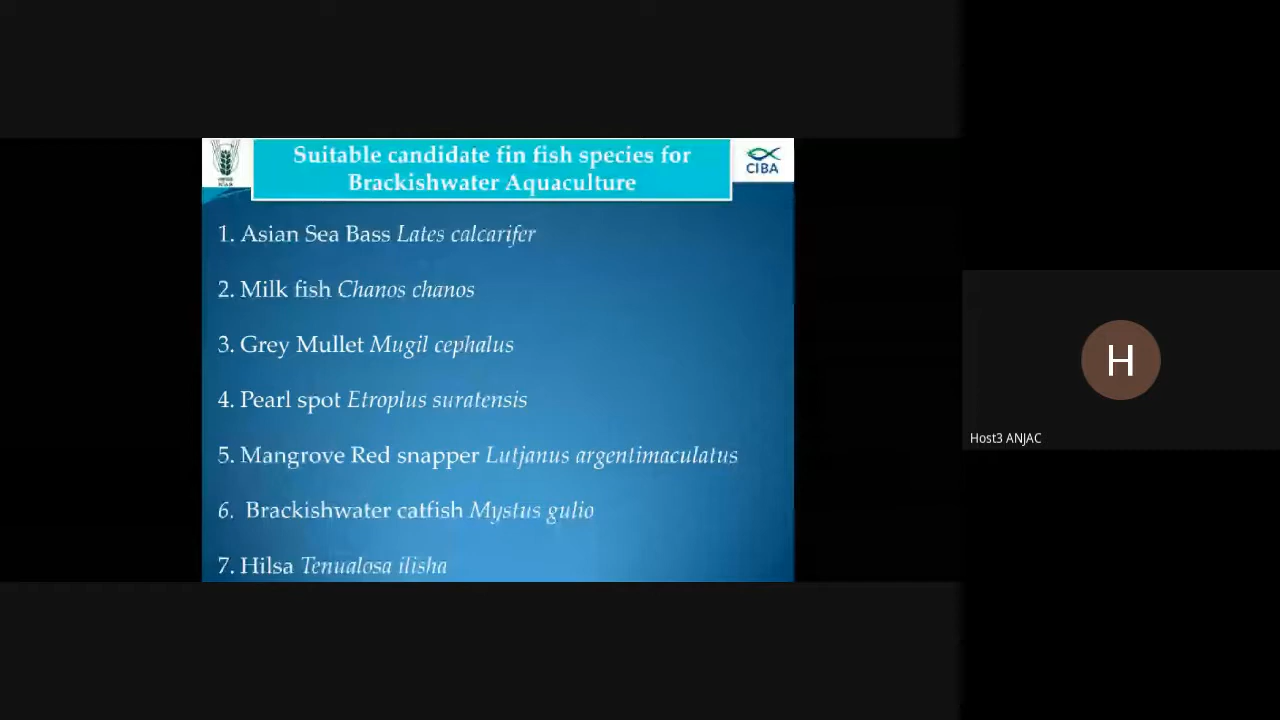 Suitable candidate fin fish species for
Brackishwater Aquaculture
CIBA
1. Asian Sea Bass Lates calcarifer
2. Milk fish Chanos chanos
3. Grey Mullet Mugil cephalus
4. Pearl spot Etroplus suratensis
5. Mangrove Red snapper Lutjanus argentimaculatus
6. Brackishwater catfish Mystus gulio
7. Hilsa Tenualosa ilisha
H
Host3 ANJAC